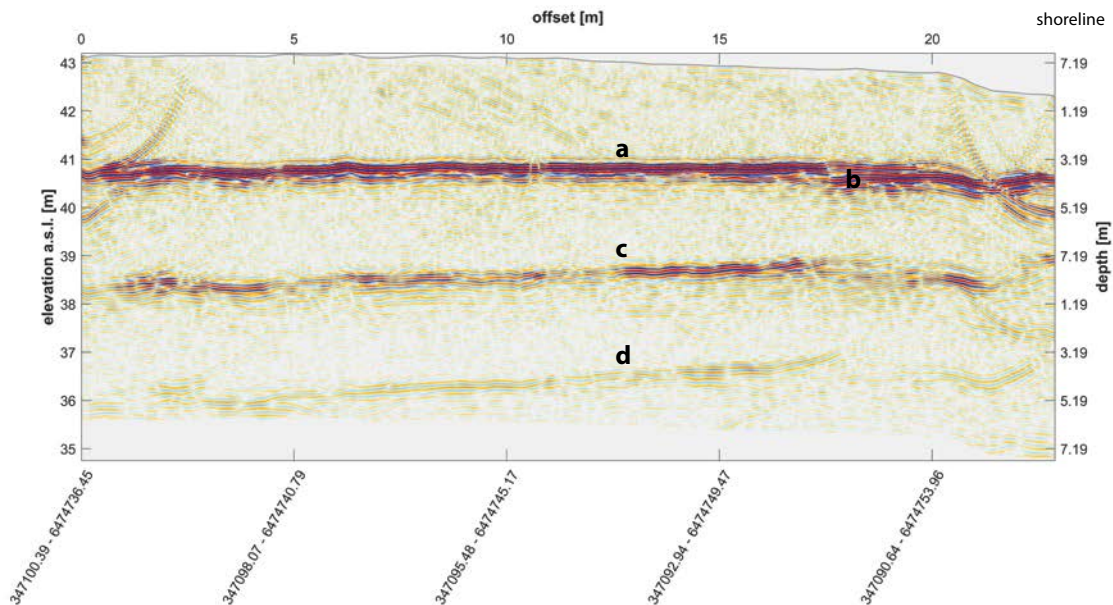 offset [m]
shoreline
0 5 10 15 20
43 7.19
42 1.19
a
41 3.19
b
40 5.19
c
39 7.19
38 1.19
d
37 3.19
36 5.19
35 7.19
elevation a.s.l. [m]
depth [m]
347100.39 - 6474736.45
347098.07 - 6474740.79
347095.48 - 6474745.17
347092.94 - 6474749.47
347090.64 - 6474753.96